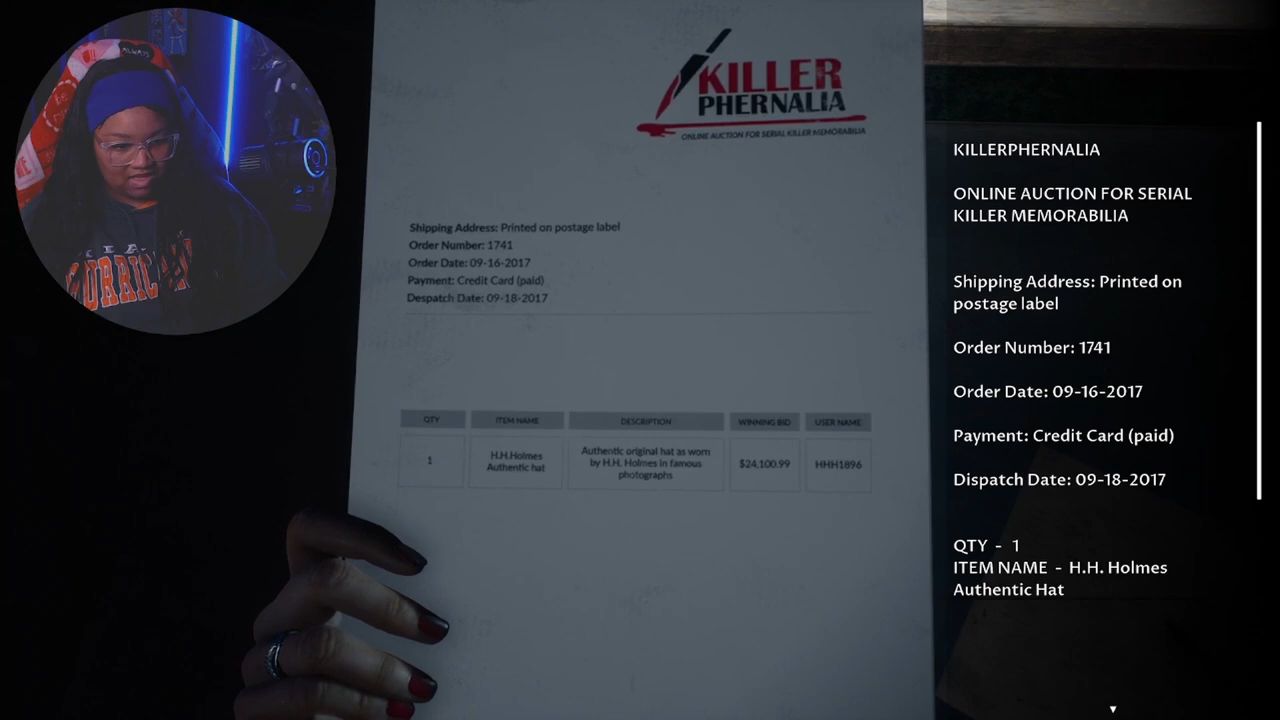 ALWAYS
KILLER
PHERNALIA
ONLINE AUCTION FOR SERIAL KILLER MEMORABILIA
Shipping Address: Printed on postage label
Order Number: 1741
Order Date: 09-16-2017
Payment: Credit Card (paid)
Despatch Date: 09-18-2017
QTY ITEM NAME DESCRIPTION WINNING BID USER NAME
1
H.H.Holmes
Authentic hat
Authentic original hat as worn
by H.H. Holmes in famous
photographs
$24,100.99
HHH1896
KILLERPHERNALIA
ONLINE AUCTION FOR SERIAL
KILLER MEMORABILIA
Shipping Address: Printed on
postage label
Order Number: 1741
Order Date: 09-16-2017
Payment: Credit Card (paid)
Dispatch Date: 09-18-2017
QTY - 1
ITEM NAME - H.H. Holmes
Authentic Hat